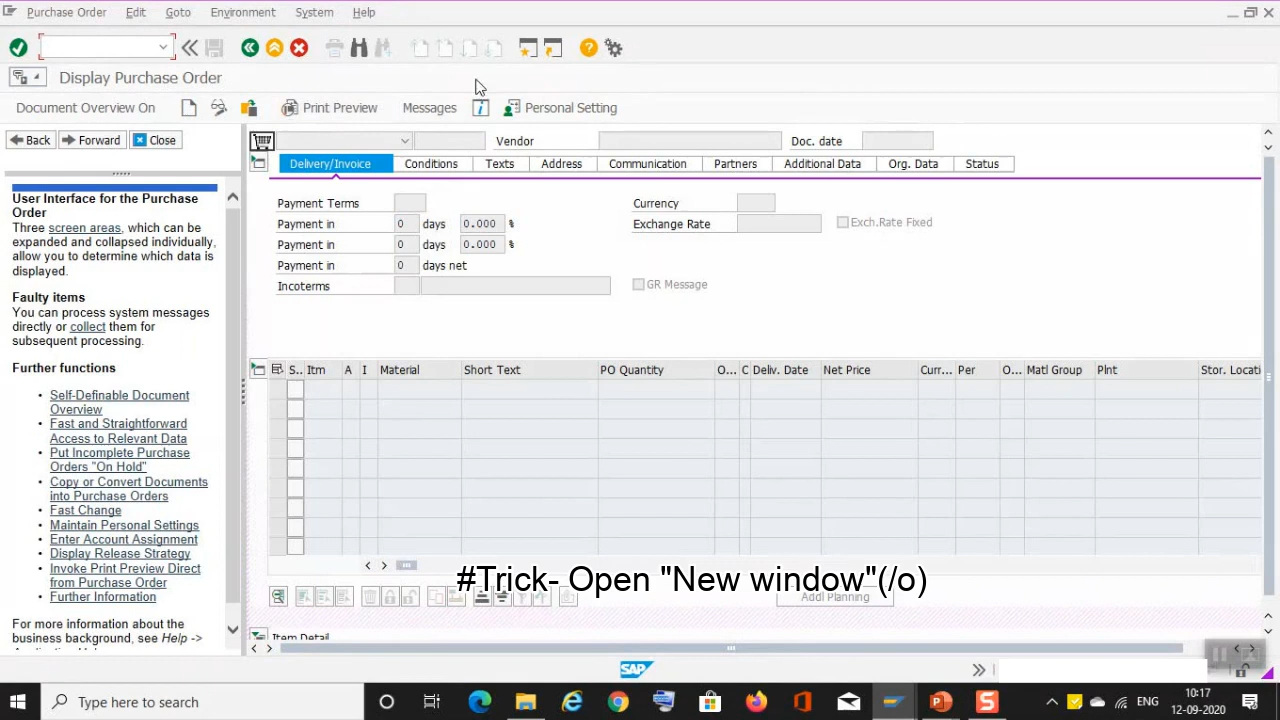 Purchase Order Edit Goto Environment System Help
Display Purchase Order
Document Overview On Print Preview Messages Personal Setting
Back Forward Close
User Interface for the Purchase
Order
Three screen areas, which can be
expanded and collapsed individually,
allow you to determine which data is
displayed.
Faulty items
You can process system messages
directly or collect them for
subsequent processing.
Further functions
• Self-Definable Document
Overview
• Fast and Straightforward
Access to Relevant Data
• Put Incomplete Purchase
Orders "On Hold"
• Copy or Convert Documents
into Purchase Orders
• Fast Change
• Maintain Personal Settings
• Enter Account Assignment
• Display Release Strategy
• Invoke Print Preview Direct
from Purchase Order
• Further Information
For more information about the
business background, see Help ->
Vendor Doc. date
Delivery/Invoice Conditions Texts Address Communication Partners Additional Data Org. Data Status
Payment Terms Currency
Payment in 0 days 0.000 % Exchange Rate Exch.Rate Fixed
Payment in 0 days 0.000 %
Payment in 0 days net
Incoterms GR Message
S.. Itm A I Material Short Text PO Quantity O... C Deliv. Date Net Price Curr... Per O... Matl Group Plnt Stor. Locati
#Trick- Open "New window"(/o)
Addl Planning
Item Detail
SAP
Type here to search
ENG
10:17
12-09-2020